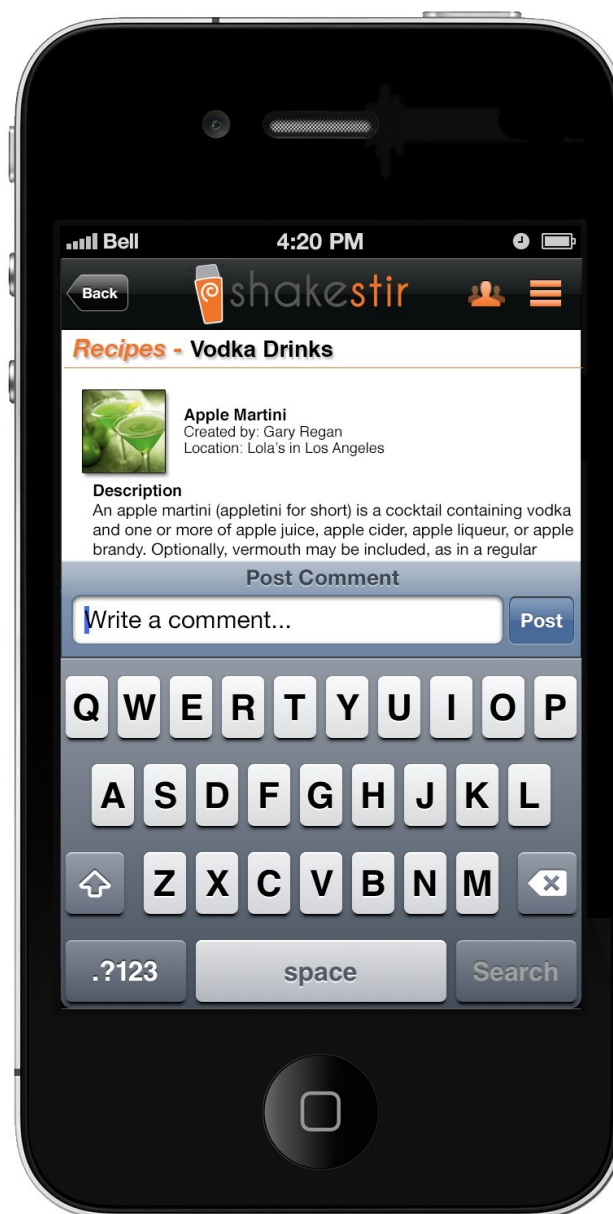 Bell 4:20 PM
Back shakestir
Recipes - Vodka Drinks
Apple Martini
Created by: Gary Regan
Location: Lola's in Los Angeles
Description
An apple martini (appletini for short) is a cocktail containing vodka
and one or more of apple juice, apple cider, apple liqueur, or apple
brandy. Optionally, vermouth may be included, as in a regular
Post Comment
Write a comment... Post
Q W E R T Y U I O P
A S D F G H J K L
Z X C V B N M
.?123 space Search